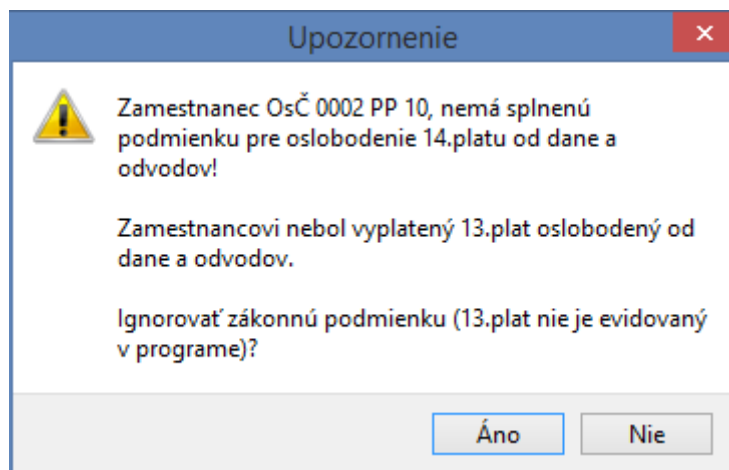 Upozornenie
Zamestnanec OsČ 0002 PP 10, nemá splnenú
podmienku pre oslobodenie 14.platu od dane a
odvodov!
Zamestnancovi nebol vyplatený 13.plat oslobodený od
dane a odvodov.
Ignorovať zákonnú podmienku (13.plat nie je evidovaný
v programe)?
Áno
Nie